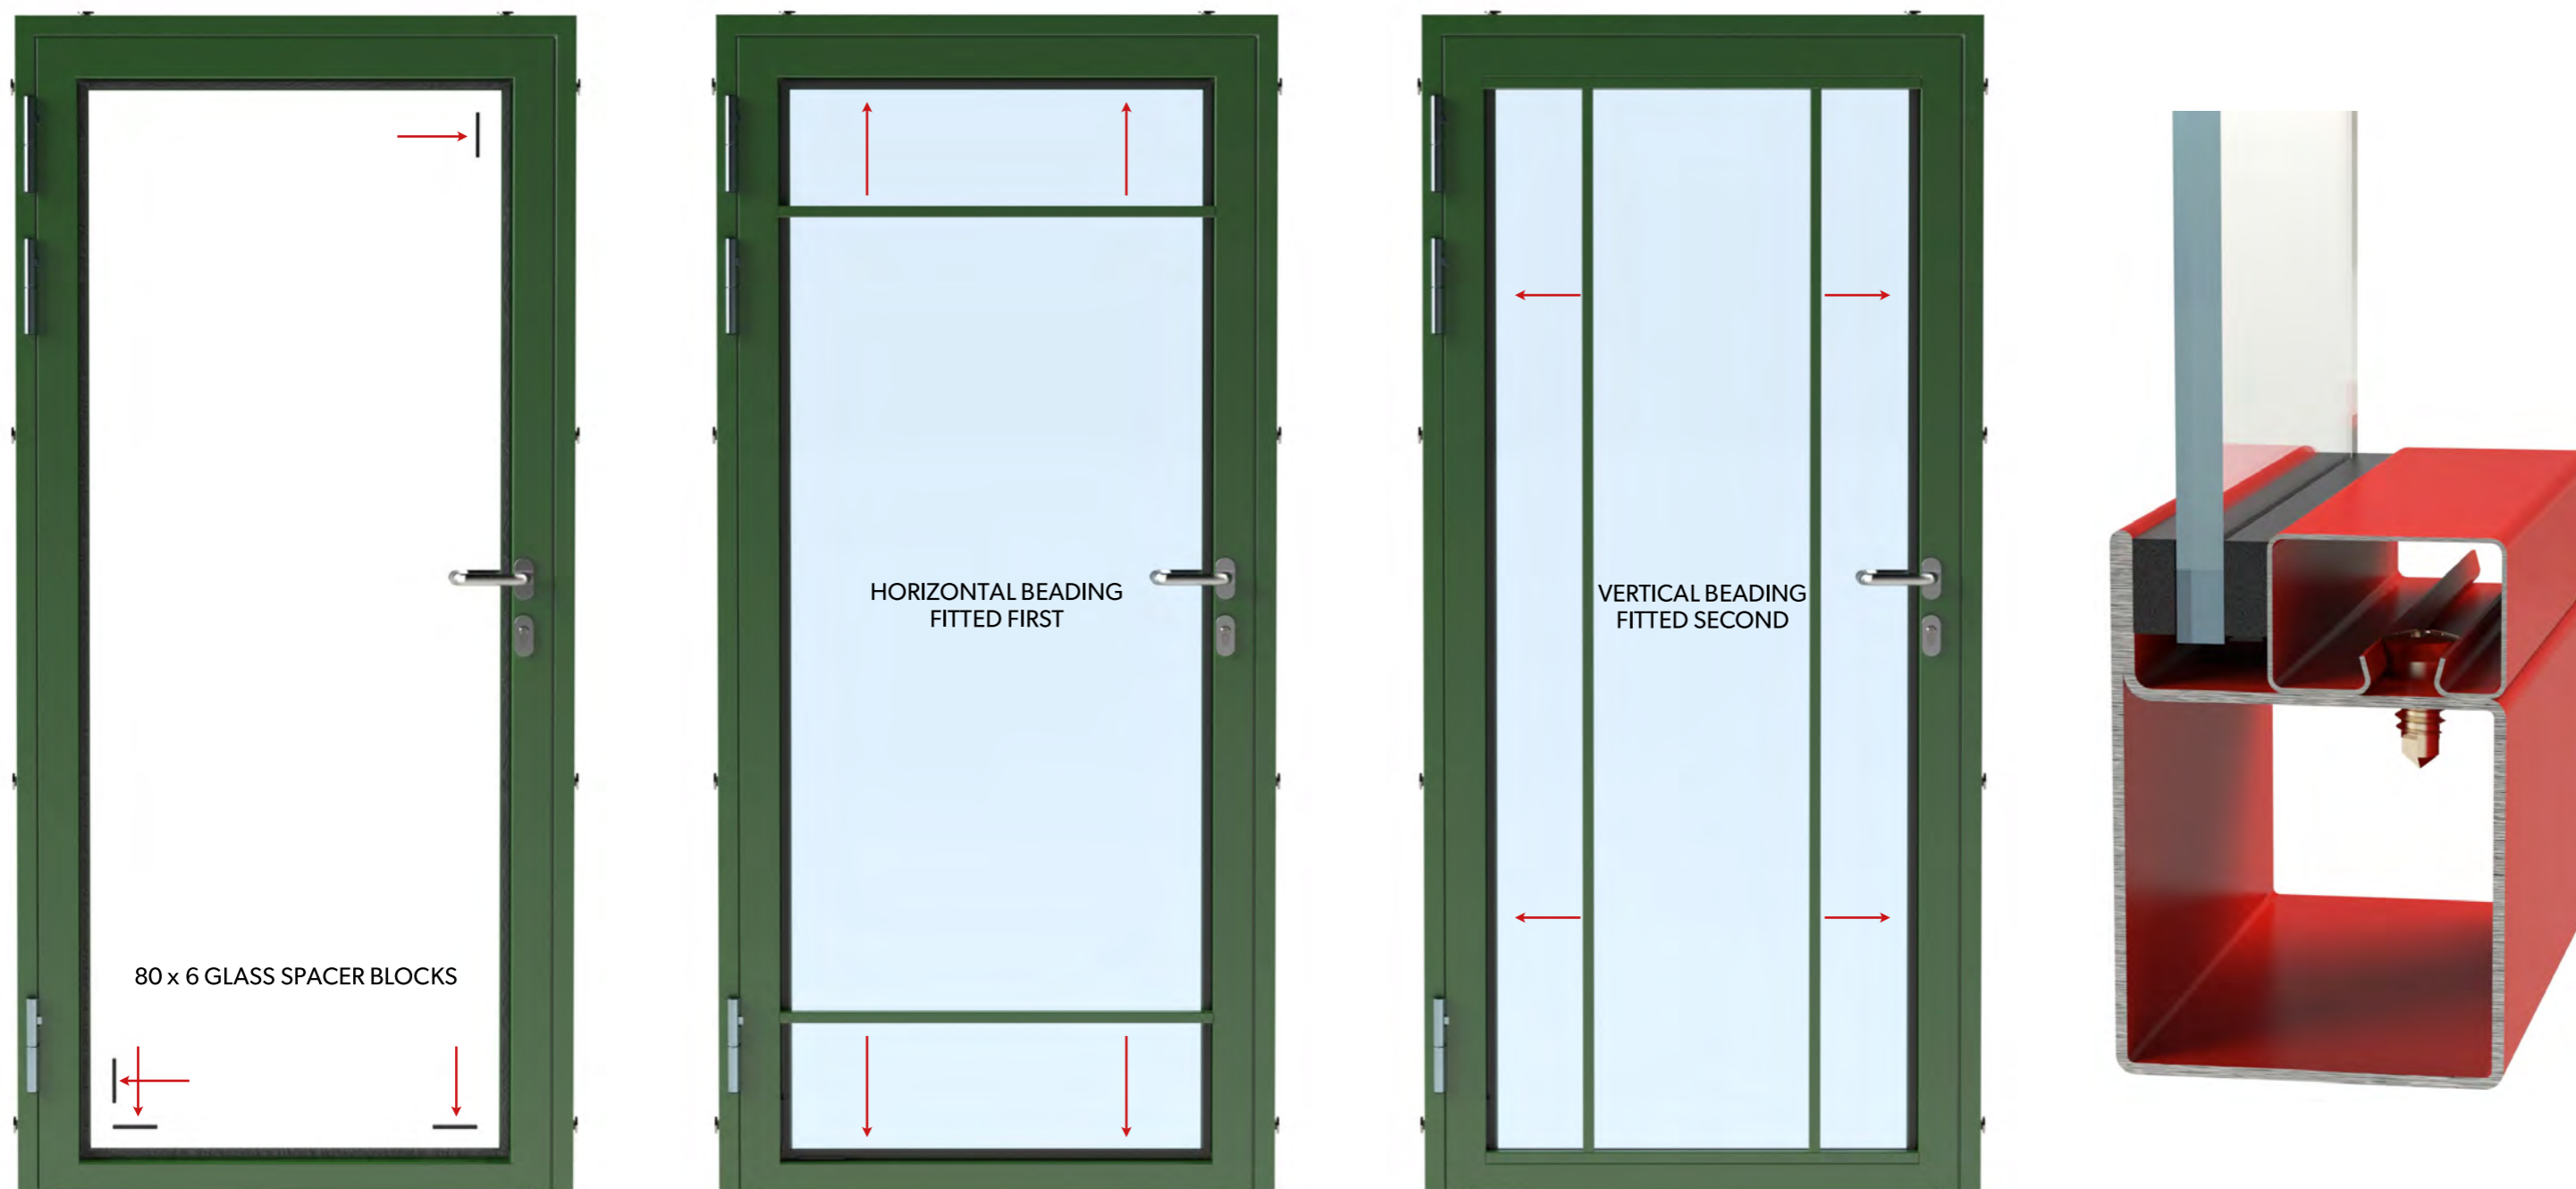 80 x 6 GLASS SPACER BLOCKS
HORIZONTAL BEADING
FITTED FIRST
VERTICAL BEADING
FITTED SECOND